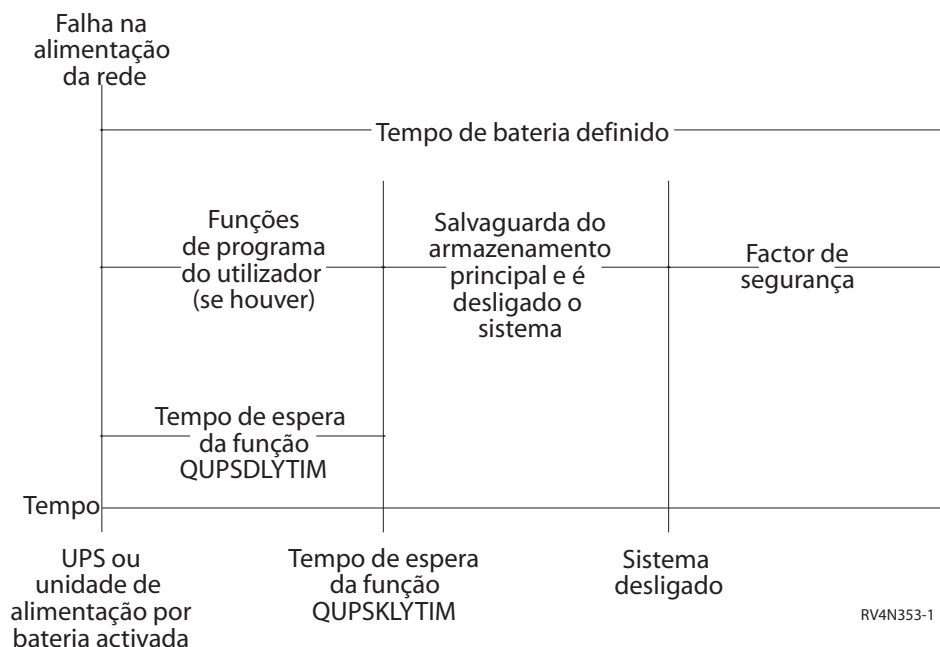 Falha na
alimentação
da rede
Tempo de bateria definido
Funções
de programa
do utilizador
(se houver)
Salvaguarda do
armazenamento
principal e é
desligado o
sistema
Factor de
segurança
Tempo de espera
da função
QUPSDLYTIM
Tempo
UPS ou
unidade de
alimentação por
bateria activada
Tempo de espera
da função
QUPSKLYTIM
Sistema
desligado
RV4N353-1